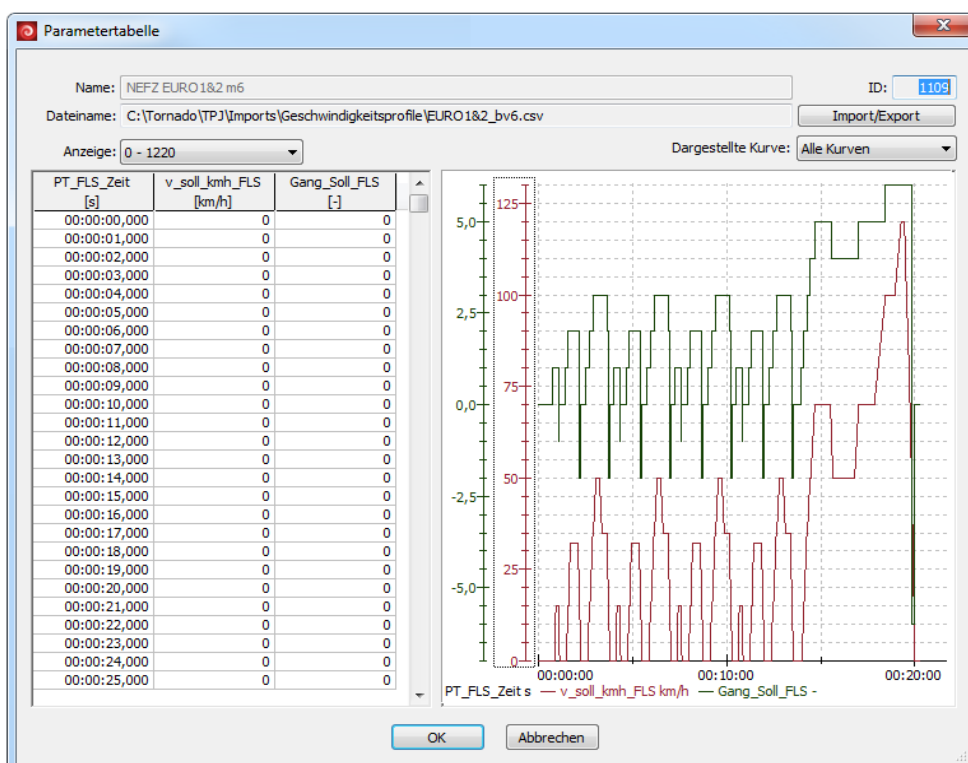 Parametertabelle
Name: NEFZ EURO1&2 m6 ID: 1109
Dateiname: C:\Tornado\TPJ\Imports\Geschwindigkeitsprofile\EURO1&2_bv6.csv Import/Export
Anzeige: 0 - 1220 Dargestellte Kurve: Alle Kurven
PT_FLS_Zeit v_soll_kmh_FLS Gang_Soll_FLS
[s] [km/h] [-]
00:00:00,000 0 0
00:00:01,000 0 0
00:00:02,000 0 0
00:00:03,000 0 0
00:00:04,000 0 0
00:00:05,000 0 0
00:00:06,000 0 0
00:00:07,000 0 0
00:00:08,000 0 0
00:00:09,000 0 0
00:00:10,000 0 0
00:00:11,000 0 0
00:00:12,000 0 0
00:00:13,000 0 0
00:00:14,000 0 0
00:00:15,000 0 0
00:00:16,000 0 0
00:00:17,000 0 0
00:00:18,000 0 0
00:00:19,000 0 0
00:00:20,000 0 0
00:00:21,000 0 0
00:00:22,000 0 0
00:00:23,000 0 0
00:00:24,000 0 0
00:00:25,000 0 0
5,0
2,5
0,0
-2,5
-5,0
125
100
75
50
25
0
00:00:00 00:10:00 00:20:00
PT_FLS_Zeit s v_soll_kmh_FLS km/h Gang_Soll_FLS -
OK Abbrechen